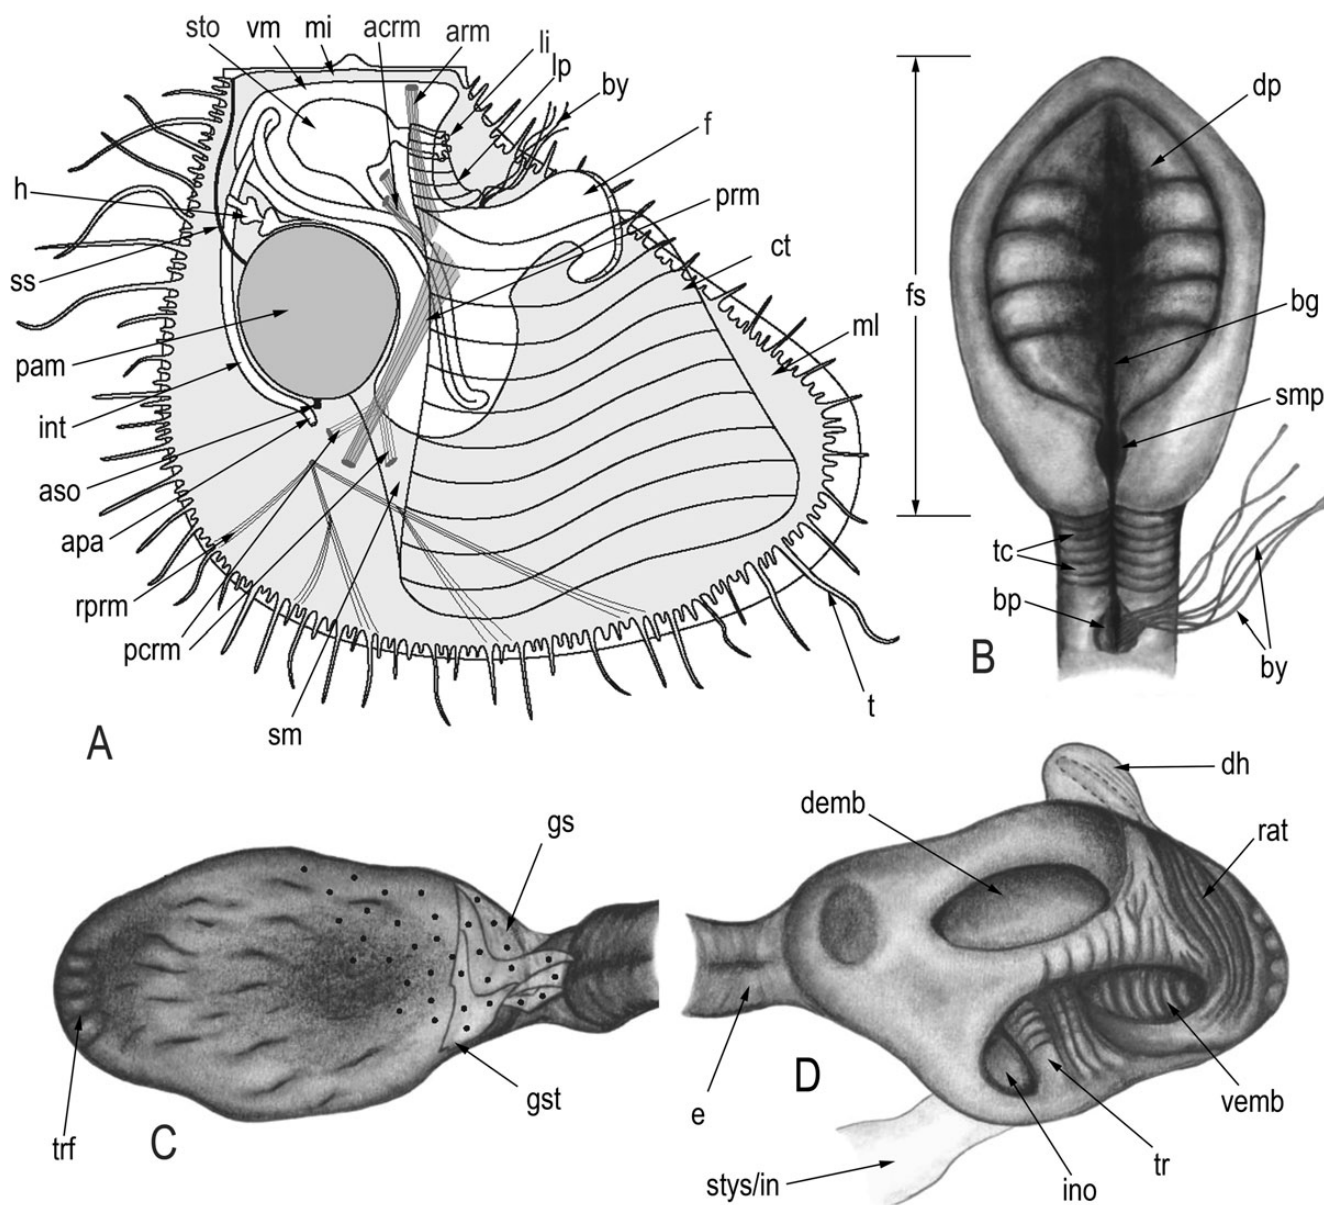 sto
vm
mi
acrm
arm
li
lp
by
f
prm
ct
ml
h
ss
pam
int
aso
apa
rprm
pcrm
sm
t
A
fs
dp
bg
smp
tc
bp
by
B
gs
gst
trf
C
demb
dh
rat
e
D
vemb
tr
ino
stys/in